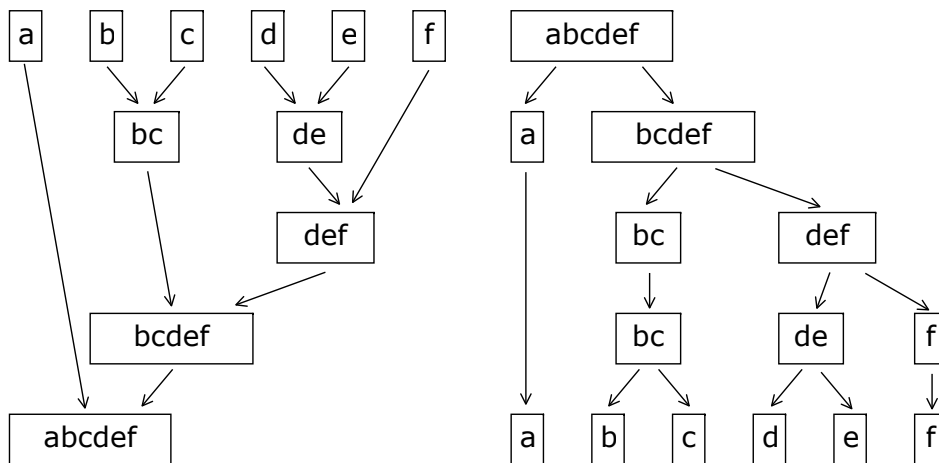 a b c d e f
bc de
def
bcdef
abcdef
abcdef
a bcdef
bc def
bc de f
a b c d e f